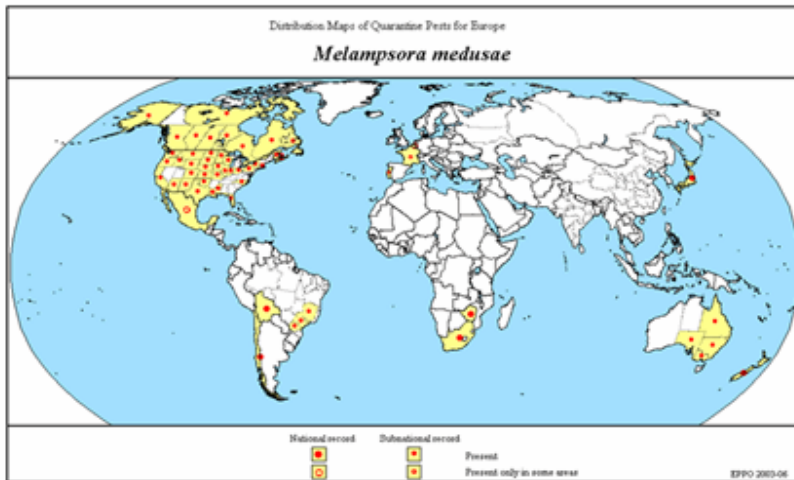 Distribution Maps of Quarantine Pests for Europe
Melampsora medusae
National record Subnational record
Present
Present only in some areas
EPPO 2003-06